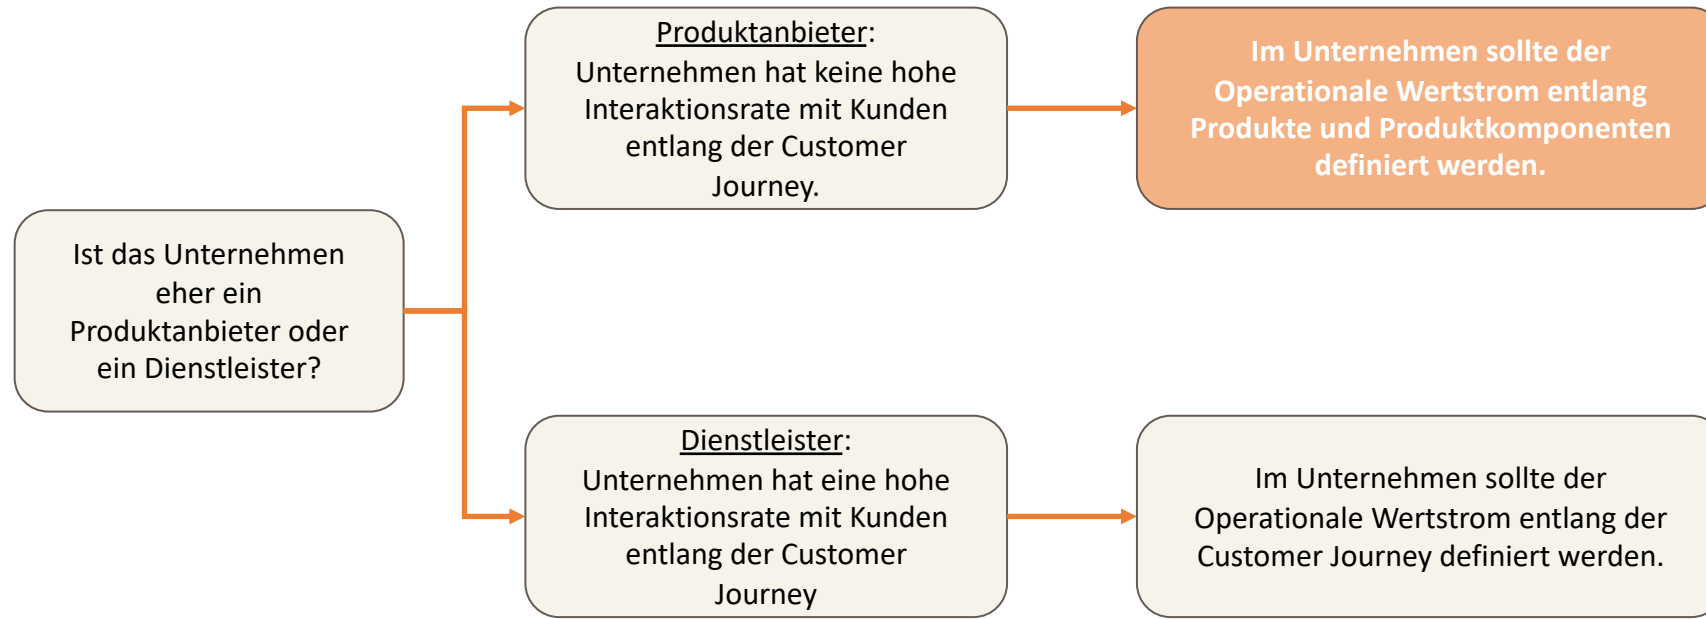 Ist das Unternehmen
eher ein
Produktanbieter oder
ein Dienstleister?
Produktanbieter:
Unternehmen hat keine hohe
Interaktionsrate mit Kunden
entlang der Customer
Journey.
Im Unternehmen sollte der
Operationale Wertstrom entlang
Produkte und Produktkomponenten
definiert werden.
Dienstleister:
Unternehmen hat eine hohe
Interaktionsrate mit Kunden
entlang der Customer
Journey
Im Unternehmen sollte der
Operationale Wertstrom entlang der
Customer Journey definiert werden.